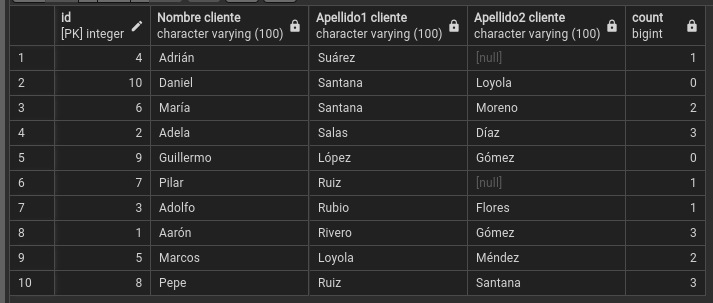 id Nombre cliente Apellido1 cliente Apellido2 cliente count
[PK] integer character varying (100) character varying (100) character varying (100) bigint
1 4 Adrián Suárez [null] 1
2 10 Daniel Santana Loyola 0
3 6 María Santana Moreno 2
4 2 Adela Salas Díaz 3
5 9 Guillermo López Gómez 0
6 7 Pilar Ruiz [null] 1
7 3 Adolfo Rubio Flores 1
8 1 Aarón Rivero Gómez 3
9 5 Marcos Loyola Méndez 2
10 8 Pepe Ruiz Santana 3